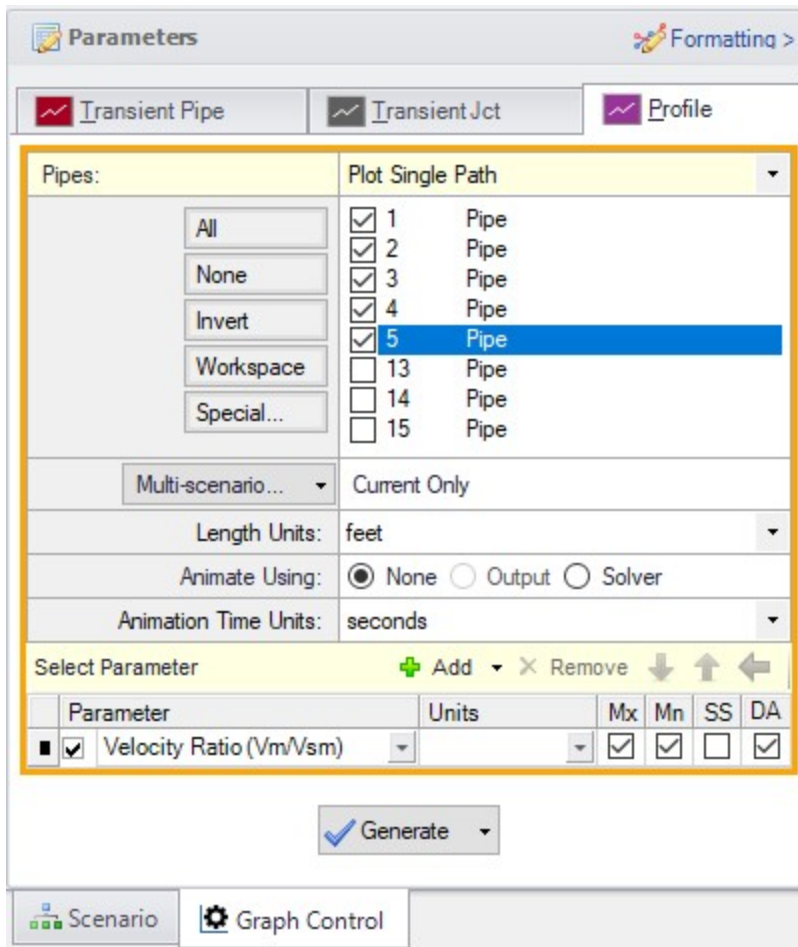 Parameters
Formatting >
Transient Pipe
Transient Jct
Profile
Pipes:
Plot Single Path
All
None
Invert
Workspace
Special...
1 Pipe
2 Pipe
3 Pipe
4 Pipe
5 Pipe
13 Pipe
14 Pipe
15 Pipe
Multi-scenario... Current Only
Length Units: feet
Animate Using: None Output Solver
Animation Time Units: seconds
Select Parameter Add Remove
Parameter Units Mx Mn SS DA
Velocity Ratio (Vm/Vsm)
Generate
Scenario Graph Control